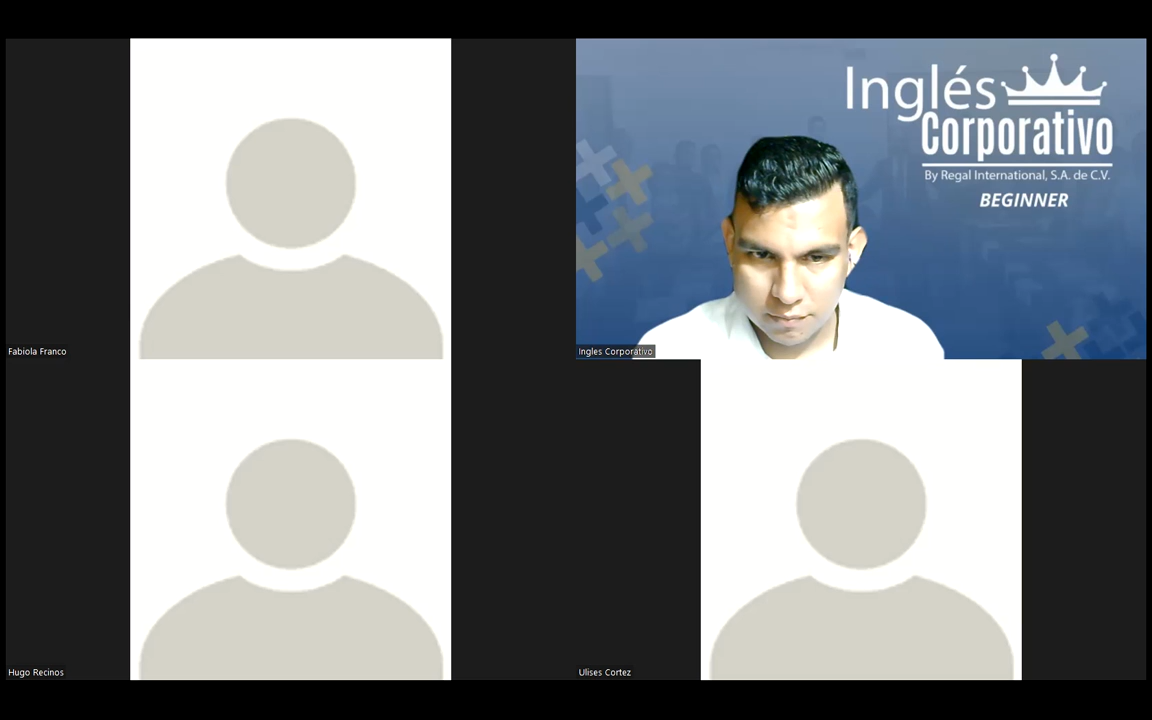 Inglés
Corporativo
By Regal International, S.A. de C.V.
BEGINNER
Fabiola Franco
Ingles Corporativo
Hugo Recinos
Ulises Cortez